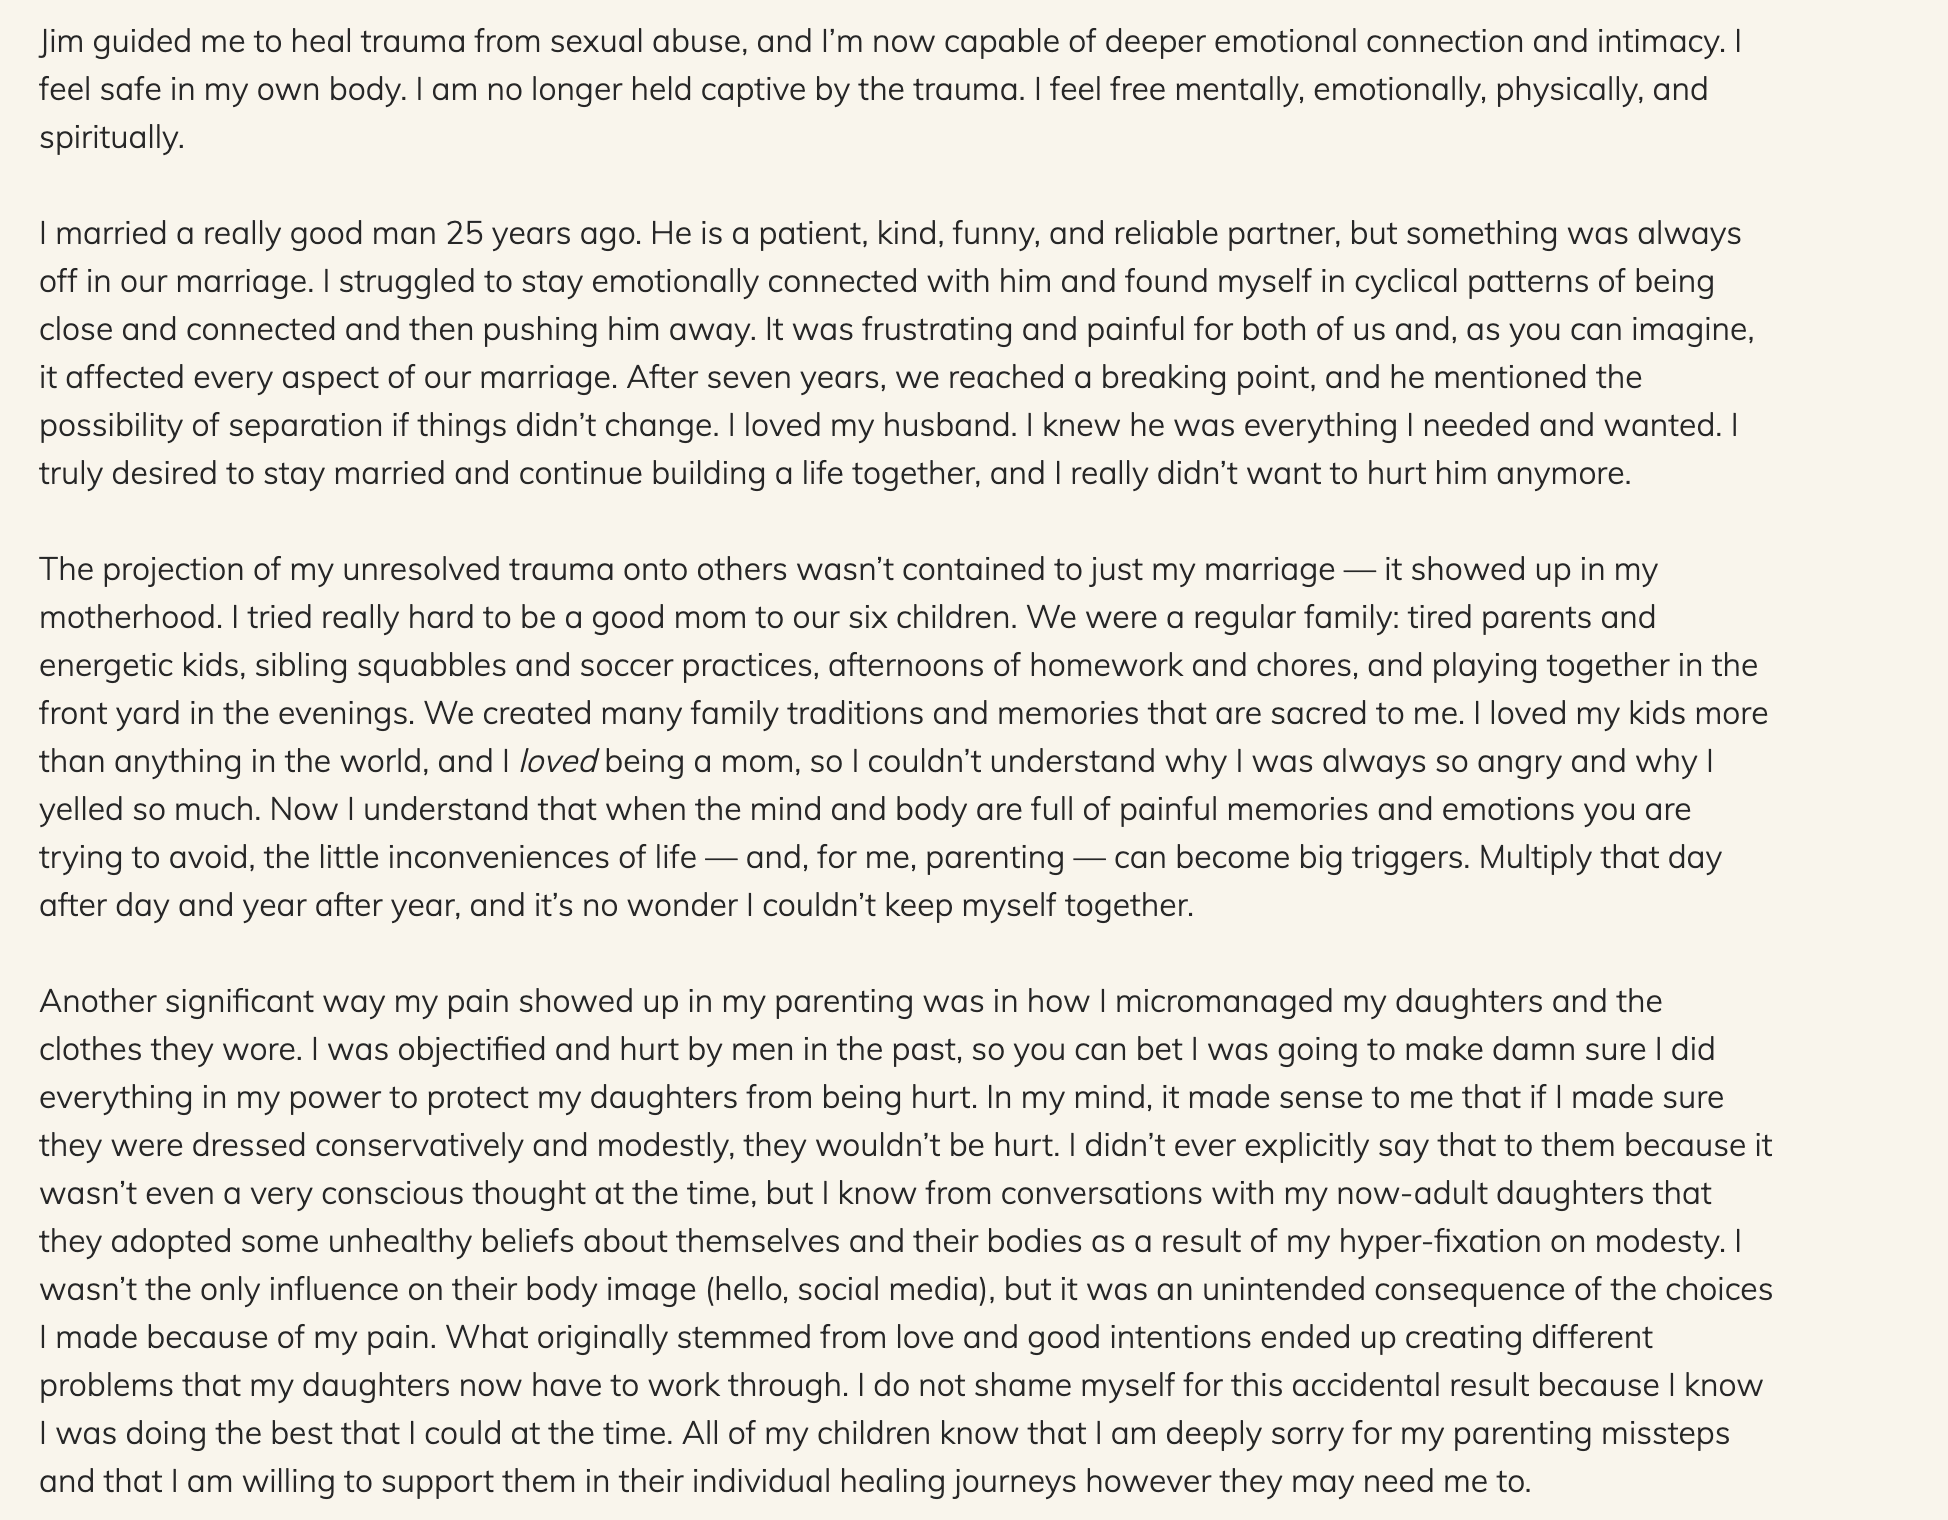 Jim guided me to heal trauma from sexual abuse, and I’m now capable of deeper emotional connection and intimacy. I
feel safe in my own body. I am no longer held captive by the trauma. I feel free mentally, emotionally, physically, and
spiritually.
I married a really good man 25 years ago. He is a patient, kind, funny, and reliable partner, but something was always
off in our marriage. I struggled to stay emotionally connected with him and found myself in cyclical patterns of being
close and connected and then pushing him away. It was frustrating and painful for both of us and, as you can imagine,
it affected every aspect of our marriage. After seven years, we reached a breaking point, and he mentioned the
possibility of separation if things didn’t change. I loved my husband. I knew he was everything I needed and wanted. I
truly desired to stay married and continue building a life together, and I really didn’t want to hurt him anymore.
The projection of my unresolved trauma onto others wasn’t contained to just my marriage — it showed up in my
motherhood. I tried really hard to be a good mom to our six children. We were a regular family: tired parents and
energetic kids, sibling squabbles and soccer practices, afternoons of homework and chores, and playing together in the
front yard in the evenings. We created many family traditions and memories that are sacred to me. I loved my kids more
than anything in the world, and I loved being a mom, so I couldn’t understand why I was always so angry and why I
yelled so much. Now I understand that when the mind and body are full of painful memories and emotions you are
trying to avoid, the little inconveniences of life — and, for me, parenting — can become big triggers. Multiply that day
after day and year after year, and it’s no wonder I couldn’t keep myself together.
Another significant way my pain showed up in my parenting was in how I micromanaged my daughters and the
clothes they wore. I was objectified and hurt by men in the past, so you can bet I was going to make damn sure I did
everything in my power to protect my daughters from being hurt. In my mind, it made sense to me that if I made sure
they were dressed conservatively and modestly, they wouldn’t be hurt. I didn’t ever explicitly say that to them because it
wasn’t even a very conscious thought at the time, but I know from conversations with my now-adult daughters that
they adopted some unhealthy beliefs about themselves and their bodies as a result of my hyper-fixation on modesty. I
wasn’t the only influence on their body image (hello, social media), but it was an unintended consequence of the choices
I made because of my pain. What originally stemmed from love and good intentions ended up creating different
problems that my daughters now have to work through. I do not shame myself for this accidental result because I know
I was doing the best that I could at the time. All of my children know that I am deeply sorry for my parenting missteps
and that I am willing to support them in their individual healing journeys however they may need me to.